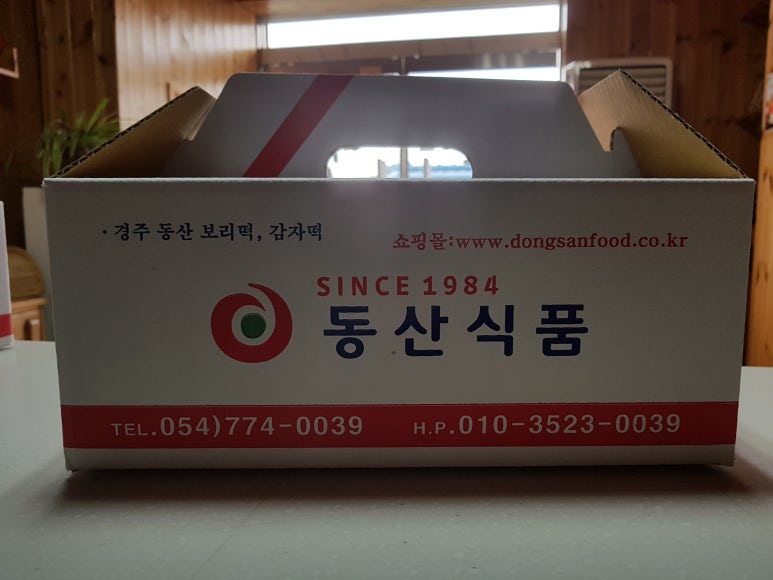 · 경주 동산 보리떡, 감자떡
쇼핑몰:www.dongsanfood.co.kr
SINCE 1984
동산식품
TEL.054)774-0039 H.P.010-3523-0039